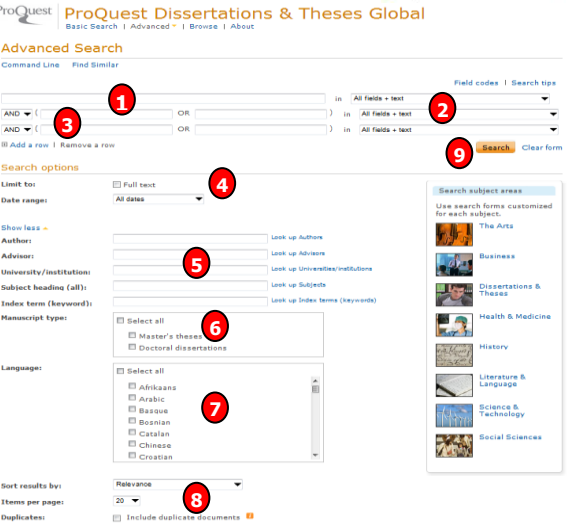 ProQuest ProQuest Dissertations & Theses Global
Basic Search | Advanced | Browse | About
Advanced Search
Command Line Find Similar
Field codes | Search tips
1 in All fields + text
2
AND ( OR ) in All fields + text
3
AND ( OR ) in All fields + text
Add a row | Remove a row
9 Search Clear form
Search options
Limit to: Full text
4
Date range: All dates
Show less
Author: Look up Authors
Advisor: Look up Advisors
5
University/institution: Look up Universities/Institutions
Subject heading (all): Look up Subjects
Index term (keyword): Look up Index terms (keywords)
Manuscript type: Select all
6
Master's theses
Doctoral dissertations
Language: Select all
Afrikaans
Arabic
7
Basque
Bosnian
Catalan
Chinese
Croatian
Sort results by: Relevance
8
Items per page: 20
Duplicates: Include duplicate documents
Search subject areas
Use search forms customized
for each subject.
The Arts
Business
Dissertations &
Theses
Health & Medicine
History
Literature &
Language
Science &
Technology
Social Sciences